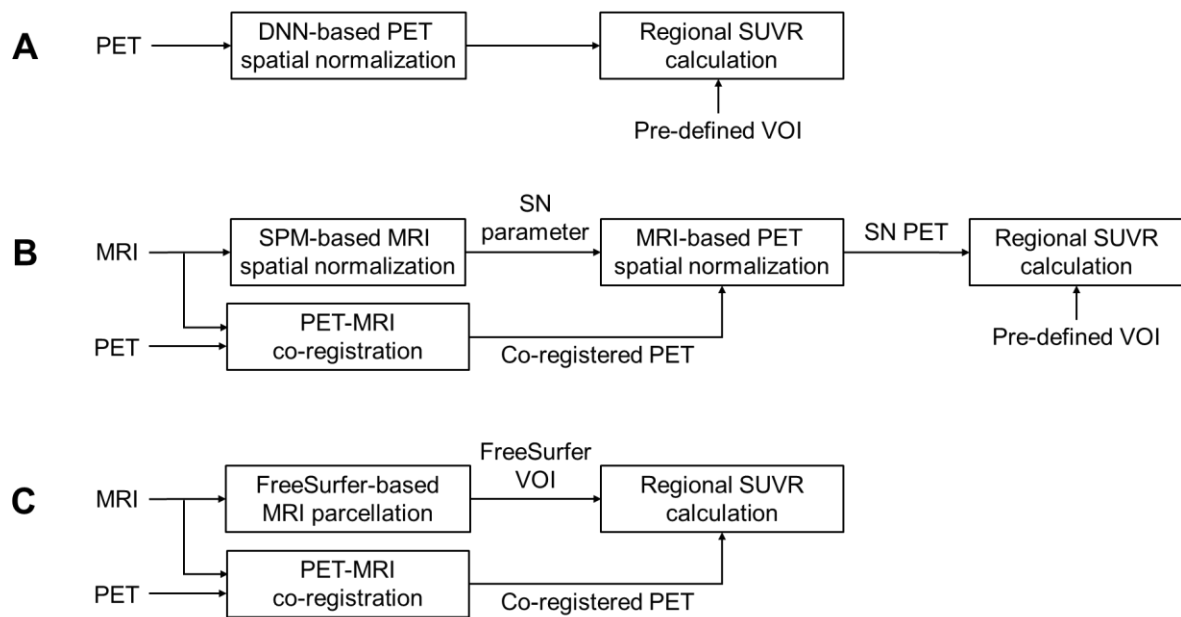 A
PET
DNN-based PET
spatial normalization
Regional SUVR
calculation
Pre-defined VOI
B
MRI
SPM-based MRI
spatial normalization
SN
parameter
MRI-based PET
spatial normalization
SN PET
Regional SUVR
calculation
PET
PET-MRI
co-registration
Co-registered PET
Pre-defined VOI
C
MRI
FreeSurfer-based
MRI parcellation
FreeSurfer
VOI
Regional SUVR
calculation
PET
PET-MRI
co-registration
Co-registered PET